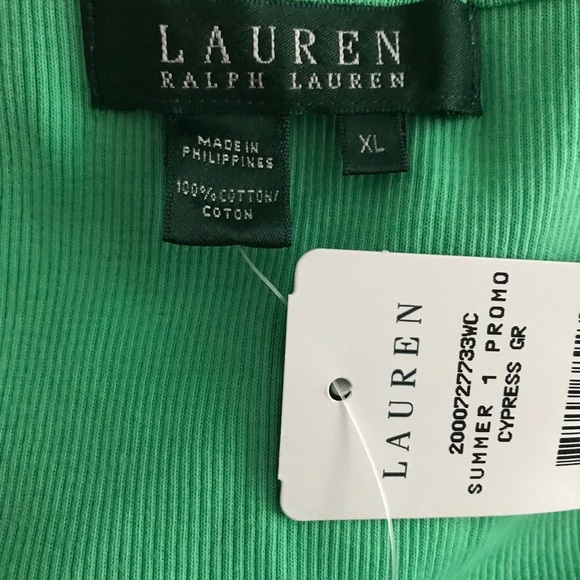 LAUREN
RALPH LAUREN
MADE IN
PHILIPPINES
100% COTTON/
COTON
XL
LAUREN
2000727733WC
SUMMER 1 PROMO
CYPRESS GR